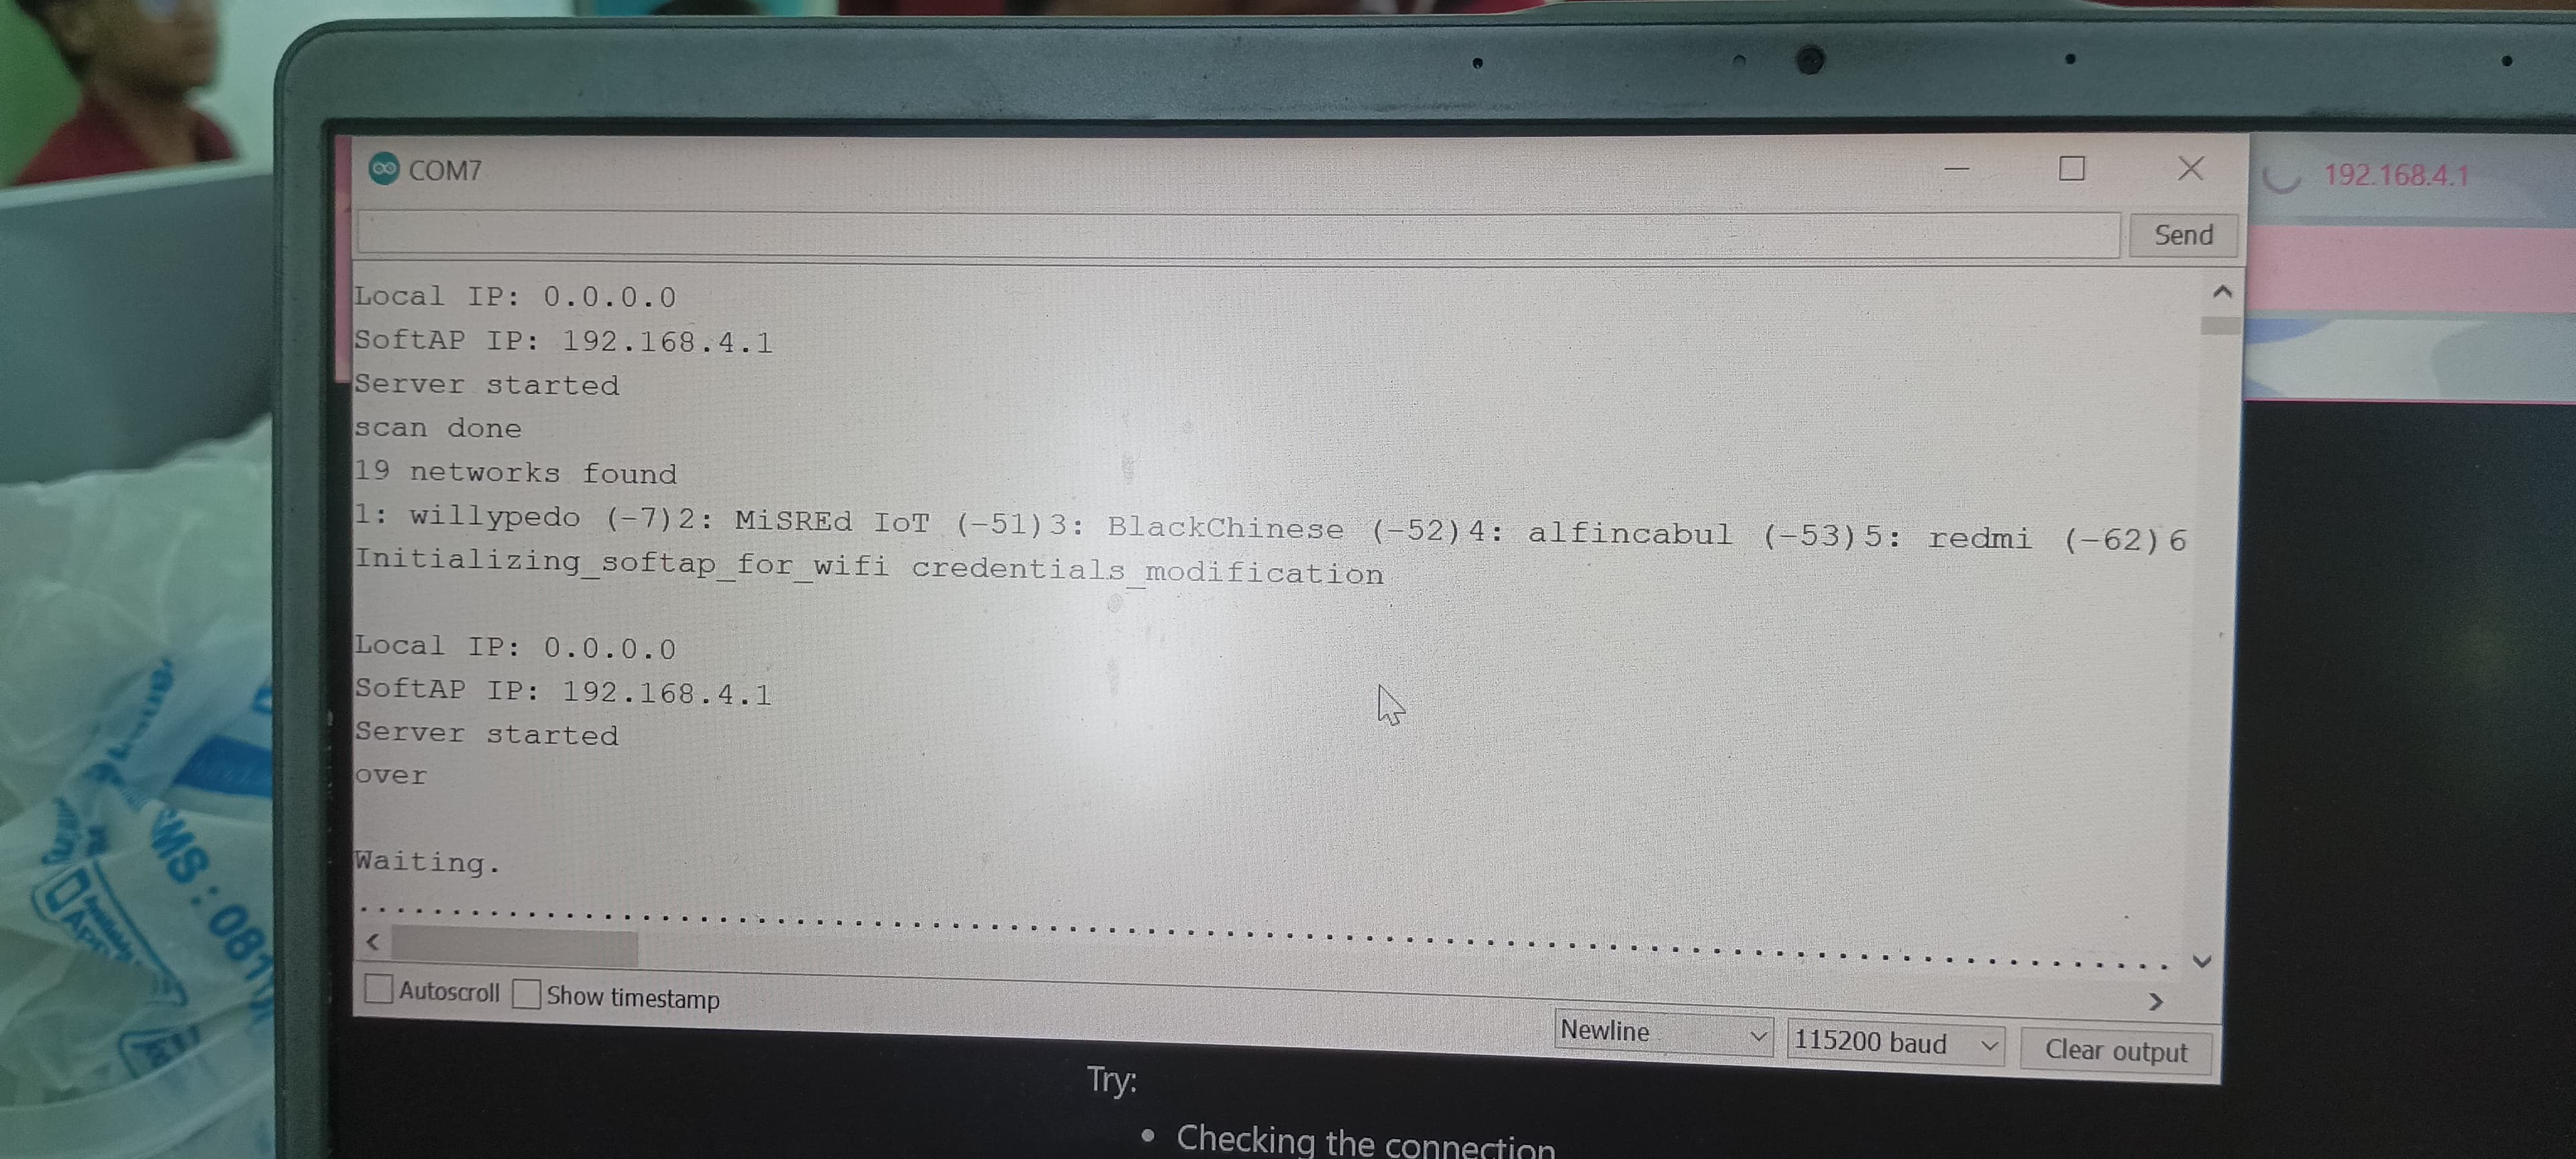 COM7
192.168.4.1
Send
Local IP: 0.0.0.0
SoftAP IP: 192.168.4.1
Server started
scan done
19 networks found
1: willypedo (-7)2: MiSREd IoT (-51)3: BlackChinese (-52)4: alfincabul (-53)5: redmi (-62)6
Initializing_softap_for_wifi credentials_modification
Local IP: 0.0.0.0
SoftAP IP: 192.168.4.1
Server started
over
Waiting.
Autoscroll Show timestamp
Newline 115200 baud Clear output
Try:
• Checking the connection